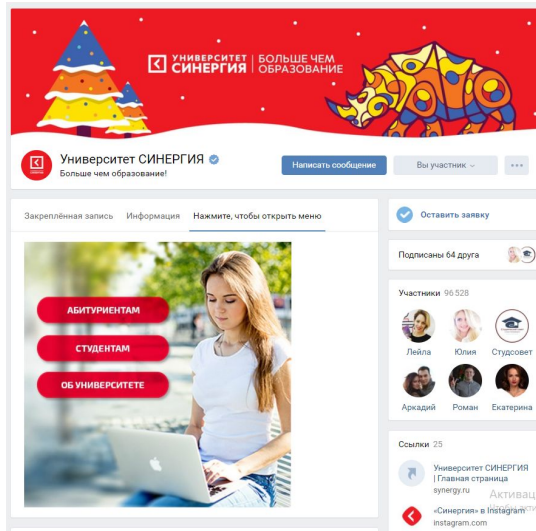 УНИВЕРСИТЕТ
СИНЕРГИЯ
БОЛЬШЕ ЧЕМ
ОБРАЗОВАНИЕ
Университет СИНЕРГИЯ
Больше чем образование!
Написать сообщение
Вы участник
Закреплённая запись
Информация
Нажмите, чтобы открыть меню
АБИТУРИЕНТАМ
СТУДЕНТАМ
ОБ УНИВЕРСИТЕТЕ
Оставить заявку
Подписаны 64 друга
Участники 96 528
Лейла
Юлия
Студсовет
Аркадий
Роман
Екатерина
Ссылки 25
Университет СИНЕРГИЯ
| Главная страница
synergy.ru
«Синергия» в Instagram
instagram.com